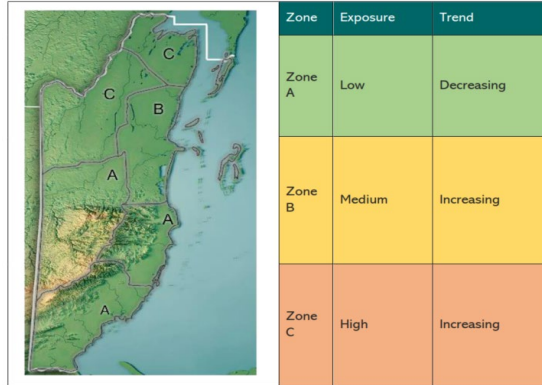 C
C
B
A
A
A
Zone Exposure Trend
Zone
A
Low Decreasing
Zone
B
Medium Increasing
Zone
C
High Increasing